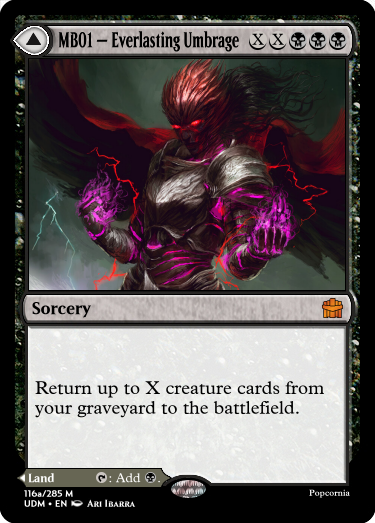 MB01 – Everlasting Umbrage X X
Sorcery
Return up to X creature cards from
your graveyard to the battlefield.
Land : Add .
116a/285 M
Popcornia
UDM • EN ARI IBARRA